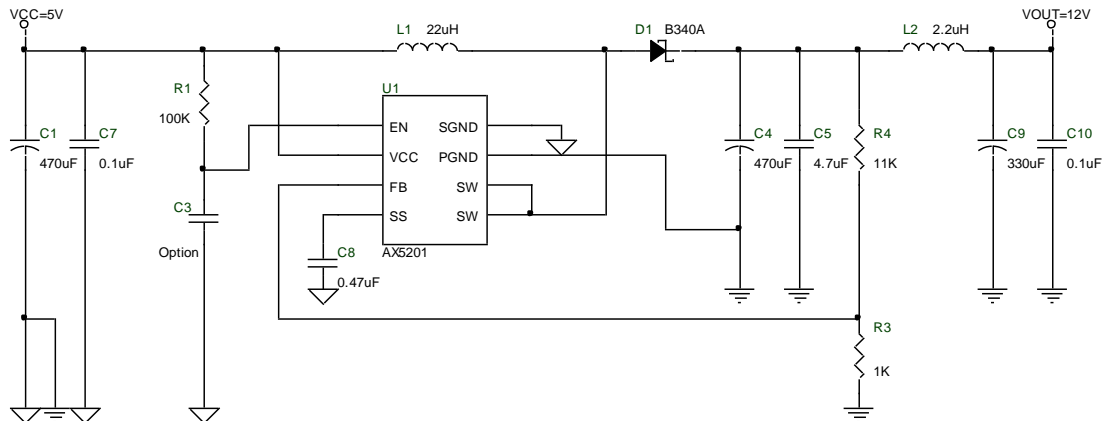 VCC=5V
VOUT=12V
L1 22uH
D1 B340A
L2 2.2uH
R1
100K
U1
EN
VCC
FB
SS
SGND
PGND
SW
SW
AX5201
C1
470uF
C7
0.1uF
C3
Option
C8
0.47uF
C4
470uF
C5
4.7uF
R4
11K
C9
330uF
C10
0.1uF
R3
1K